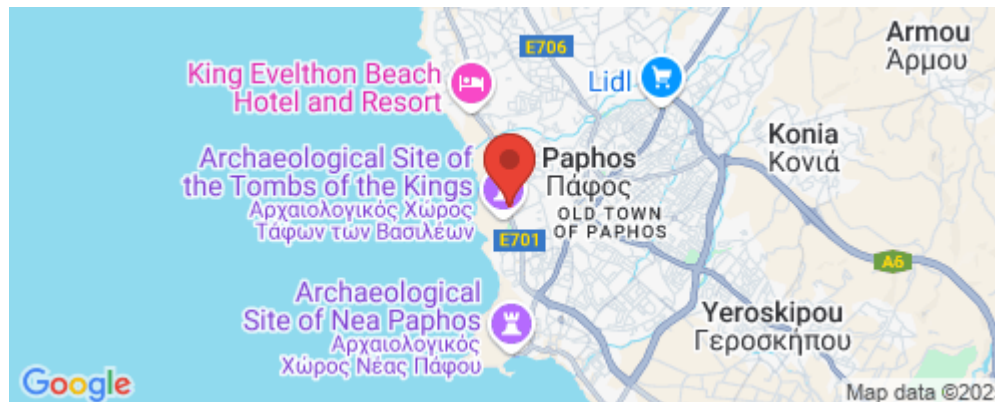 Armou
Άρμου
E706
King Evelthon Beach
Hotel and Resort
Lidl
Konia
Κονιά
Archaeological Site of
the Tombs of the Kings
Αρχαιολογικός Χώρος
Τάφων των Βασιλέων
Paphos
Πάφος
OLD TOWN
OF PAPHOS
E701
A6
Archaeological
Site of Nea Paphos
Αρχαιολογικός
Χώρος Νέας Πάφου
Yeroskipou
Γεροσκήπου
Google
Map data ©202